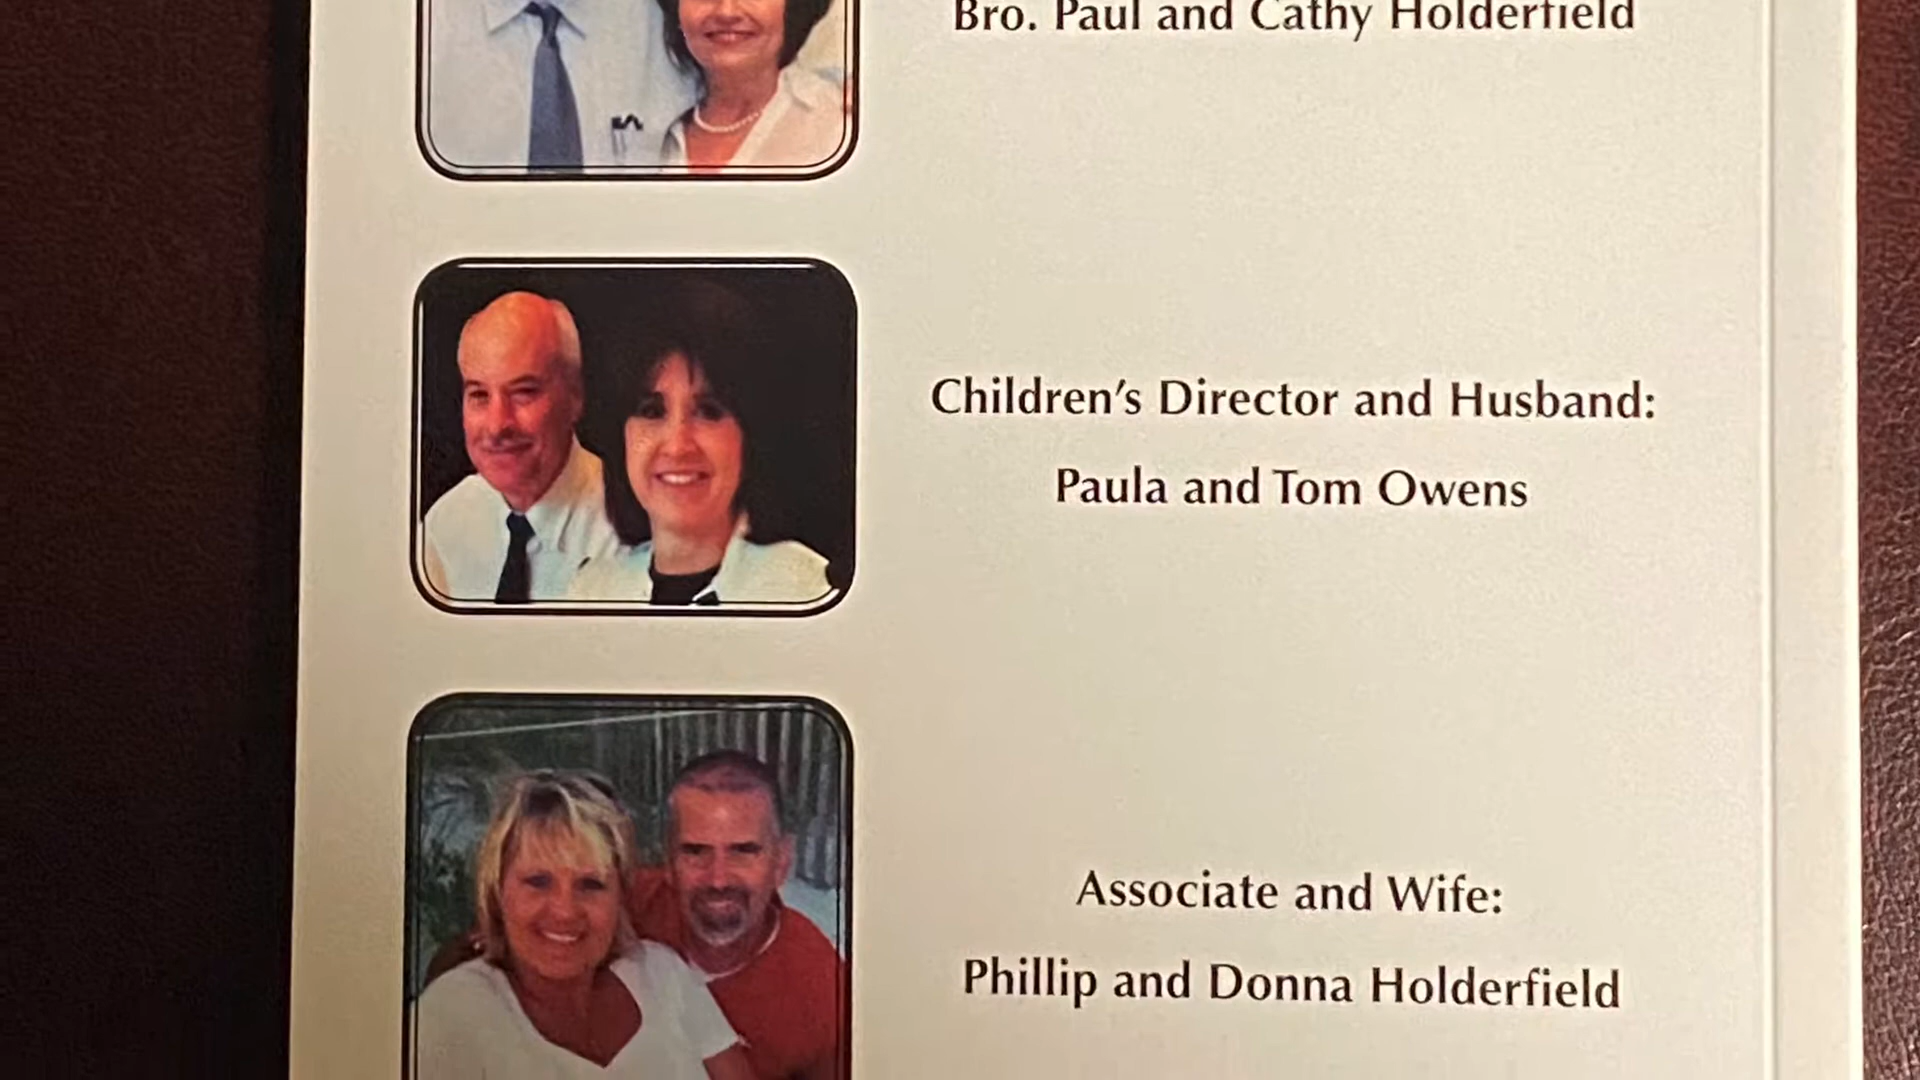 Bro. Paul and Cathy Holderfield
Children's Director and Husband:
Paula and Tom Owens
Associate and Wife:
Phillip and Donna Holderfield